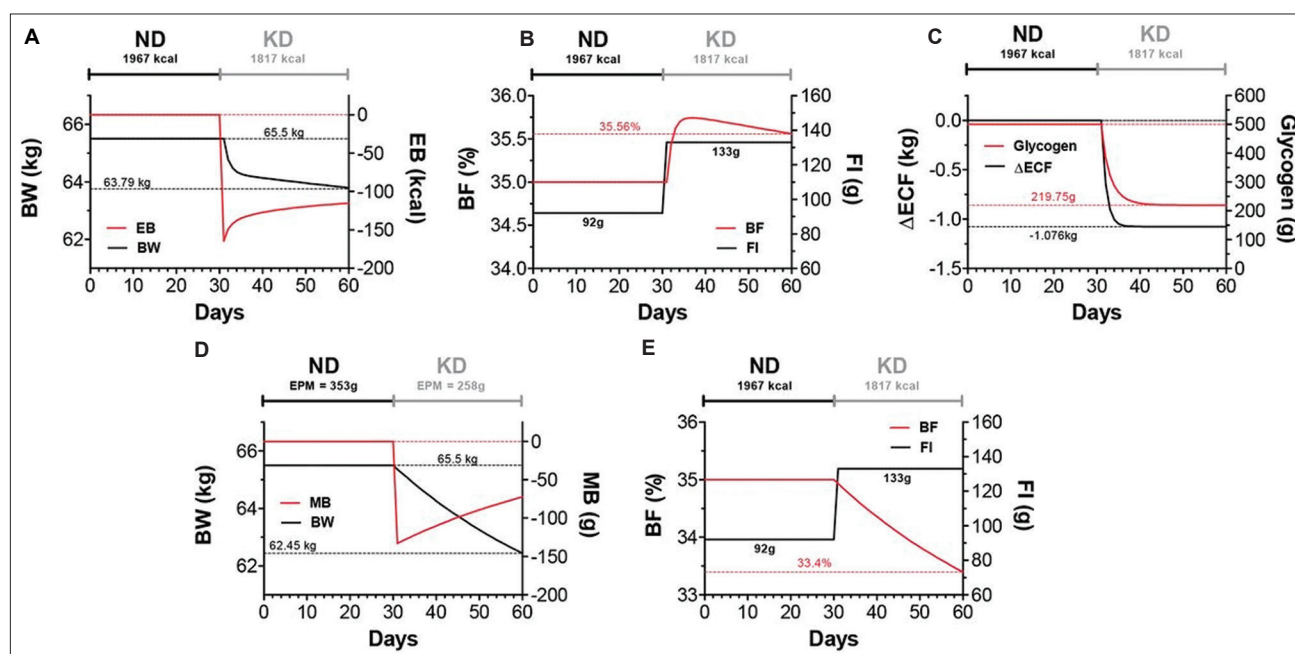 A
ND
1967 kcal
KD
1817 kcal
BW (kg)
66
64
62
65.5 kg
63.79 kg
EB
BW
0
-50
-100
-150
-200
EB (kcal)
0 10 20 30 40 50 60
Days
B
ND
1967 kcal
KD
1817 kcal
BF (%)
36.0
35.5
35.0
34.5
34.0
35.56%
133g
92g
BF
FI
160
140
120
100
80
60
FI (g)
0 10 20 30 40 50 60
Days
C
ND
1967 kcal
KD
1817 kcal
ΔECF (kg)
0.0
-0.5
-1.0
-1.5
Glycogen
ΔECF
219.75g
-1.076kg
600
500
400
300
200
100
0
Glycogen (g)
0 10 20 30 40 50 60
Days
D
ND
EPM = 353g
KD
EPM = 258g
BW (kg)
66
64
62
65.5 kg
MB
BW
62.45 kg
0
-50
-100
-150
-200
MB (g)
0 10 20 30 40 50 60
Days
E
ND
1967 kcal
KD
1817 kcal
BF (%)
36
35
34
33
BF
FI
133g
92g
33.4%
160
140
120
100
80
60
FI (g)
0 10 20 30 40 50 60
Days